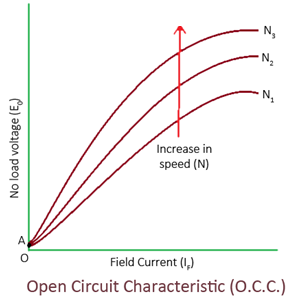 N3
N2
N1
No load voltage (E0)
Increase in
speed (N)
A
O
Field Current (IF)
Open Circuit Characteristic (O.C.C.)